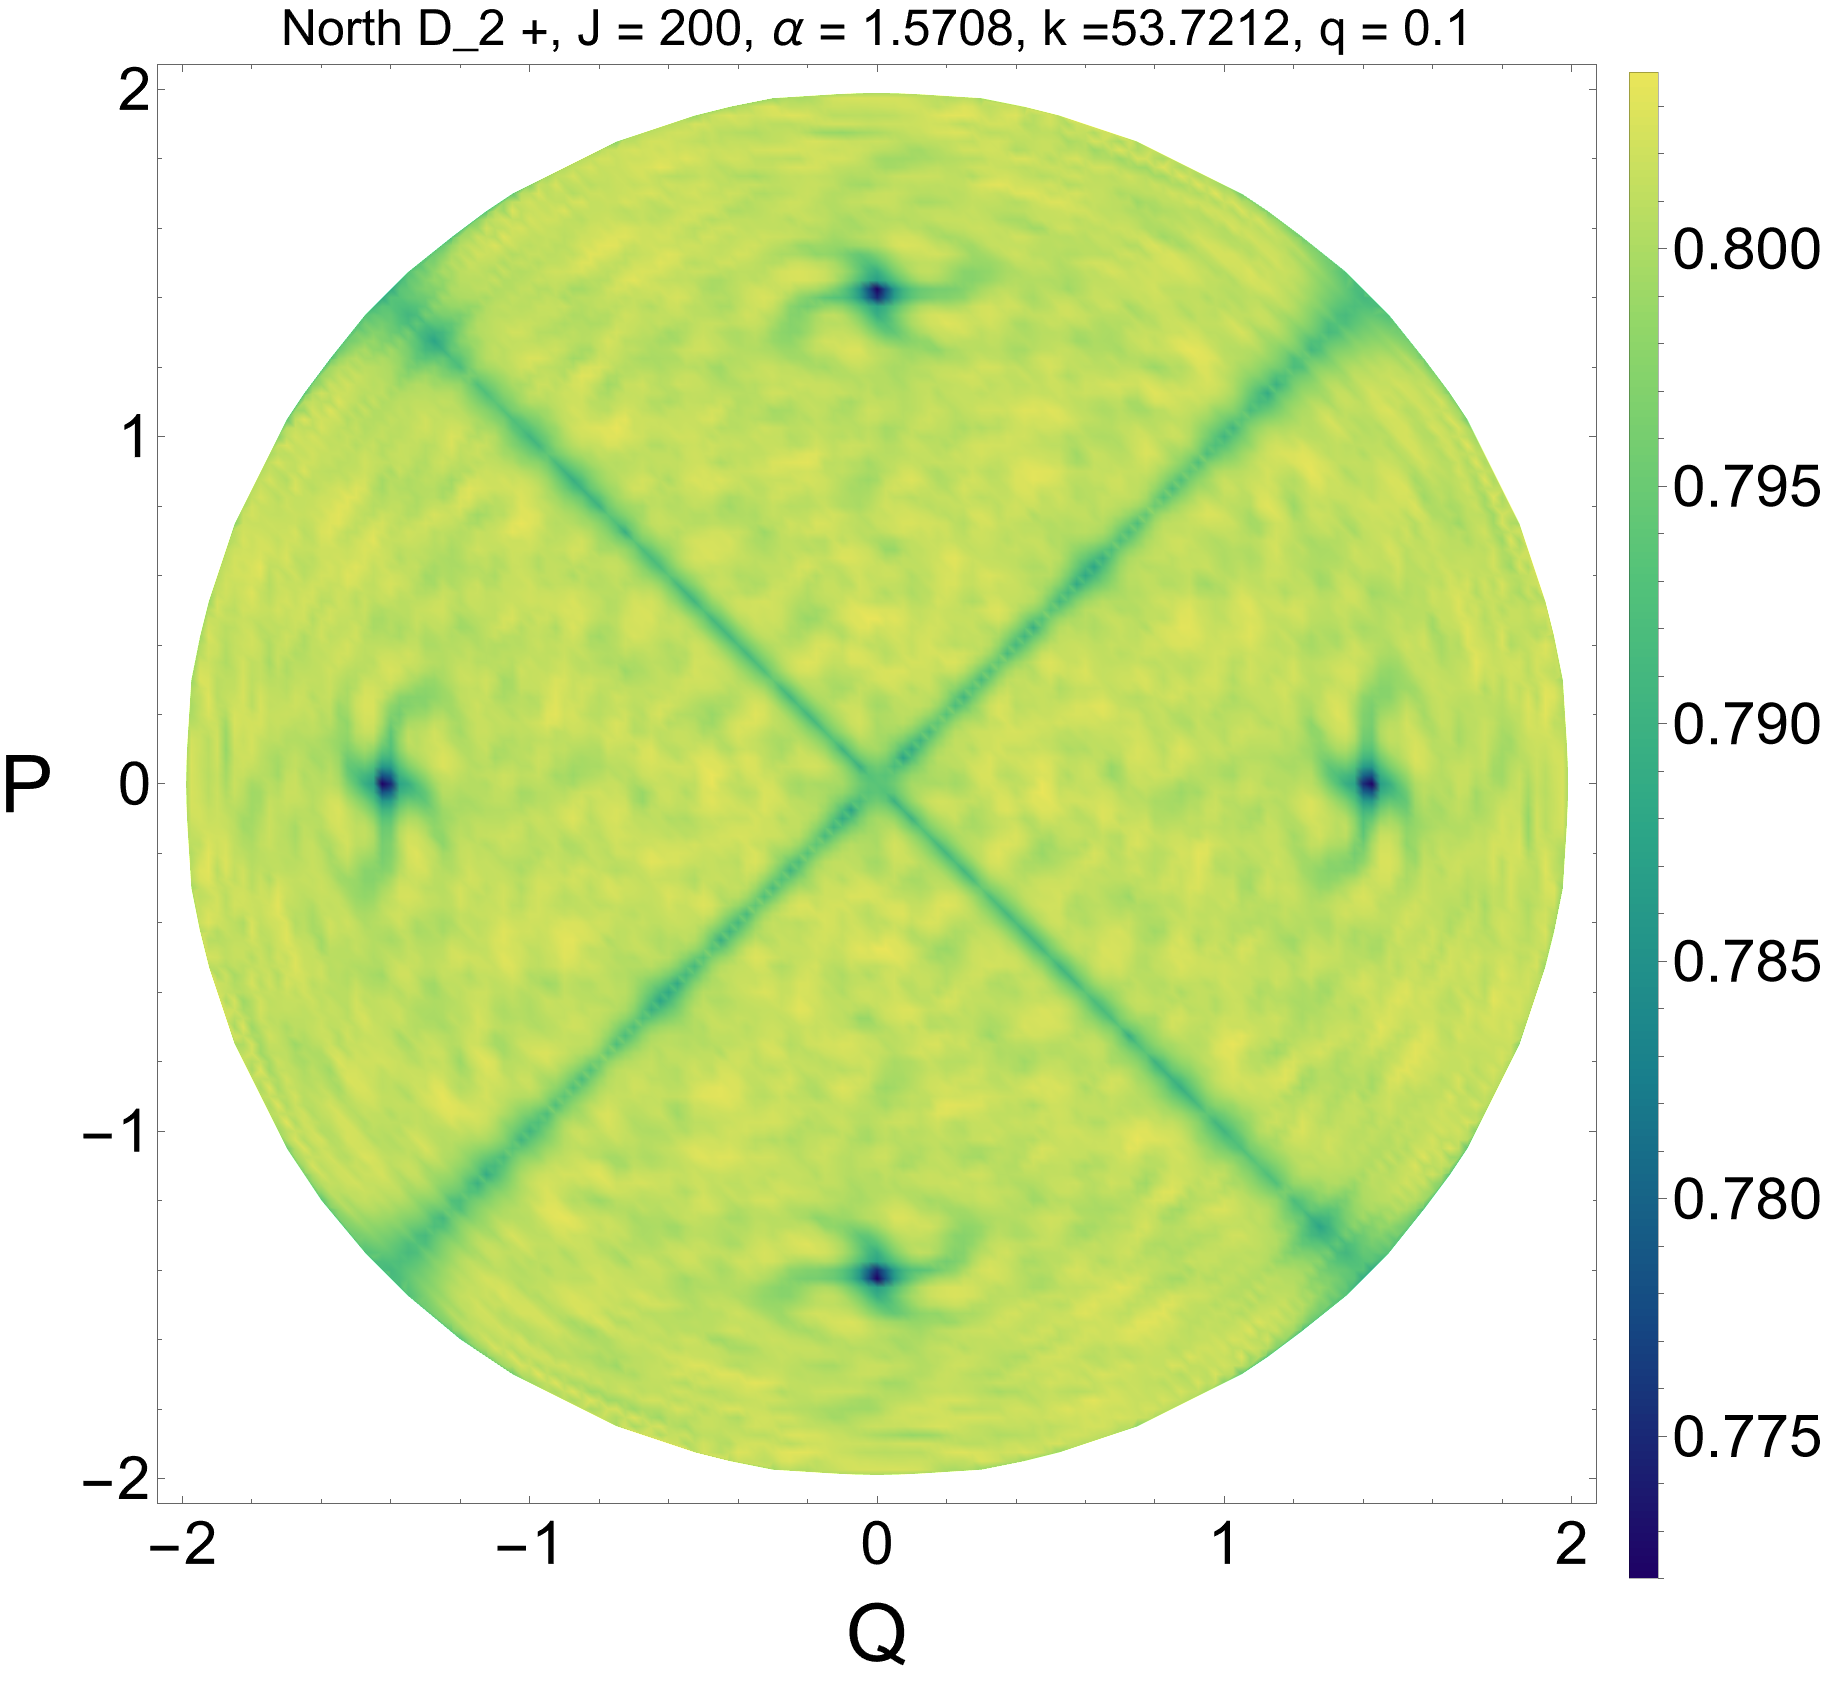 North D_2 +, J = 200, α = 1.5708, k =53.7212, q = 0.1
2
1
0
−1
−2
P
−2 −1 0 1 2
Q
0.800
0.795
0.790
0.785
0.780
0.775